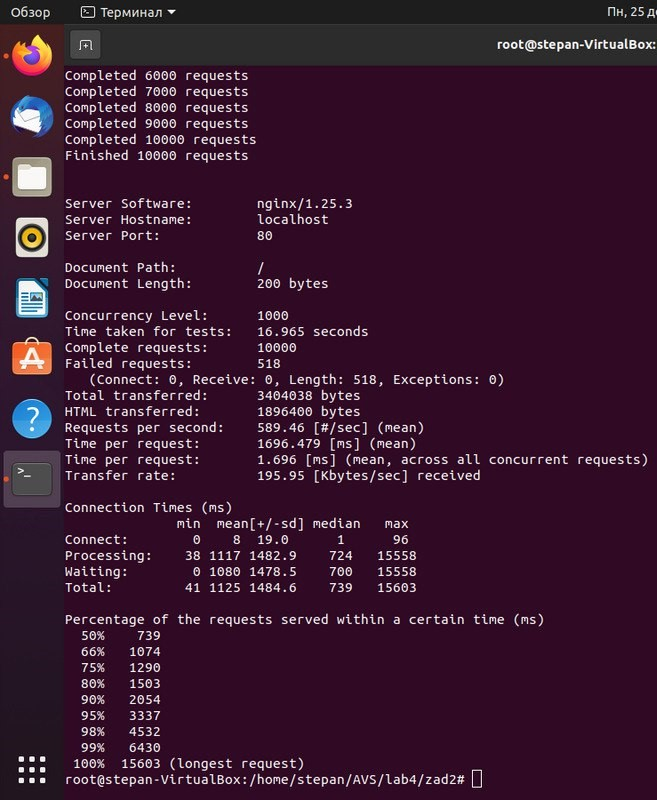 Обзор
Терминал
Пн, 25 де
root@stepan-VirtualBox:
Completed 6000 requests
Completed 7000 requests
Completed 8000 requests
Completed 9000 requests
Completed 10000 requests
Finished 10000 requests
Server Software:        nginx/1.25.3
Server Hostname:        localhost
Server Port:            80
Document Path:          /
Document Length:        200 bytes
Concurrency Level:      1000
Time taken for tests:   16.965 seconds
Complete requests:      10000
Failed requests:        518
   (Connect: 0, Receive: 0, Length: 518, Exceptions: 0)
Total transferred:      3404038 bytes
HTML transferred:       1896400 bytes
Requests per second:    589.46 [#/sec] (mean)
Time per request:       1696.479 [ms] (mean)
Time per request:       1.696 [ms] (mean, across all concurrent requests)
Transfer rate:          195.95 [Kbytes/sec] received
Connection Times (ms)
              min  mean[+/-sd] median   max
Connect:        0    8  19.0      1      96
Processing:    38 1117 1482.9    724   15558
Waiting:        0 1080 1478.5    700   15558
Total:         41 1125 1484.6    739   15603
Percentage of the requests served within a certain time (ms)
  50%    739
  66%   1074
  75%   1290
  80%   1503
  90%   2054
  95%   3337
  98%   4532
  99%   6430
 100%  15603 (longest request)
root@stepan-VirtualBox:/home/stepan/AVS/lab4/zad2#